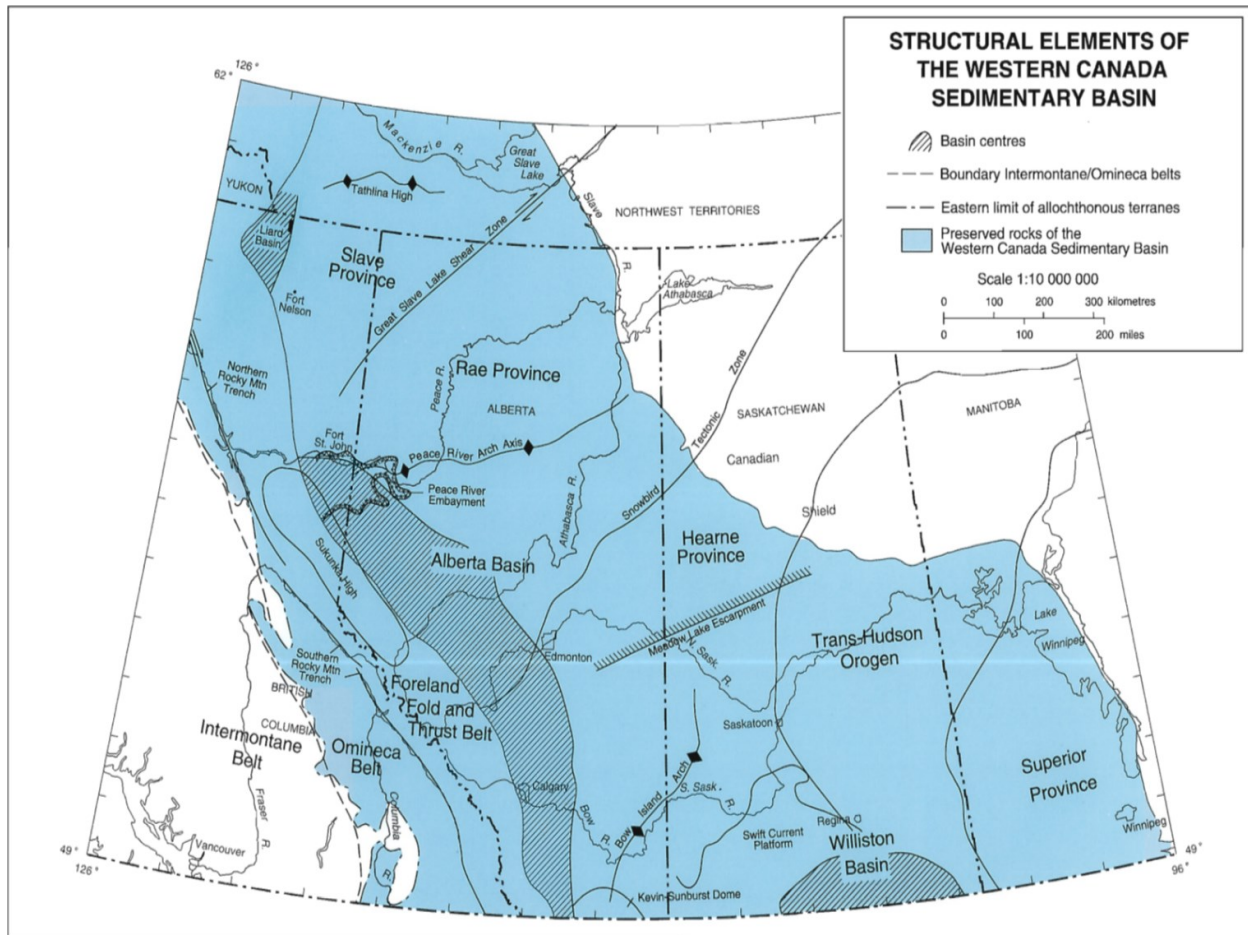 STRUCTURAL ELEMENTS OF
THE WESTERN CANADA
SEDIMENTARY BASIN
Basin centres
Boundary Intermontane/Omineca belts
Eastern limit of allochthonous terranes
Preserved rocks of the
Western Canada Sedimentary Basin
Scale 1:10 000 000
0 100 200 300 kilometres
0 100 200 miles
126°
62°
Mackenzie R.
Great
Slave
Lake
YUKON
Tathlina High
Slave
R.
NORTHWEST TERRITORIES
Liard
Basin
Slave
Province
Great Slave Lake Shear Zone
Fort
Nelson
Lake
Athabasca
Northern
Rocky Mtn
Trench
Rae Province
Peace R.
ALBERTA
Snowbird Tectonic Zone
SASKATCHEWAN
MANITOBA
Canadian
Shield
Fort
St. John
Peace River Arch Axis
Peace River
Embayment
Athabasca R.
Sukunka High
Alberta Basin
Hearne
Province
Meadow Lake Escarpment
Trans-Hudson
Orogen
Lake
Winnipeg
Edmonton
N. Sask.
R.
Southern
Rocky Mtn
Trench
BRITISH
COLUMBIA
Foreland
Fold and
Thrust Belt
Intermontane
Belt
Omineca
Belt
Saskatoon
Superior
Province
Calgary
Bow
R.
Bow Island Arch
S. Sask.
R.
Swift Current
Platform
Regina
Williston
Basin
Winnipeg
Fraser
R.
Columbia
R.
Vancouver
Kevin-Sunburst Dome
49°
126°
49°
96°